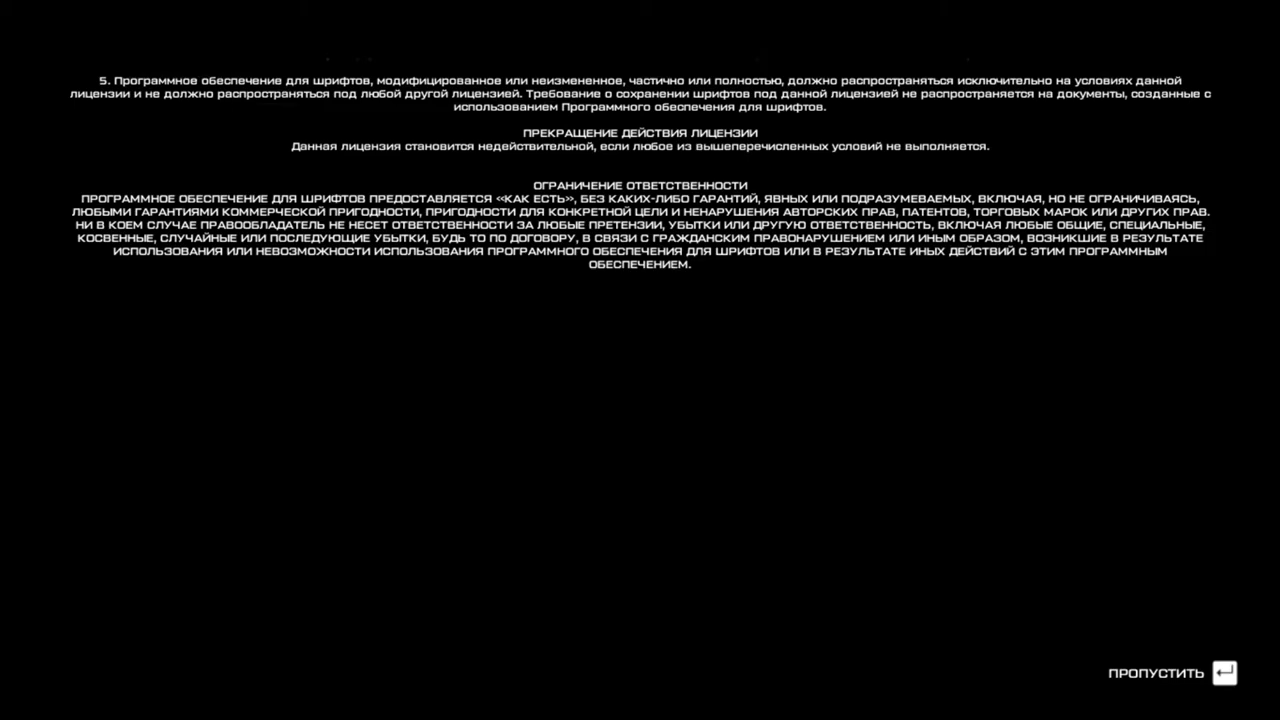 5. Программное обеспечение для шрифтов, модифицированное или неизмененное, частично или полностью, должно распространяться исключительно на условиях данной
лицензии и не должно распространяться под любой другой лицензией. Требование о сохранении шрифтов под данной лицензией не распространяется на документы, созданные с
использованием Программного обеспечения для шрифтов.
ПРЕКРАЩЕНИЕ ДЕЙСТВИЯ ЛИЦЕНЗИИ
Данная лицензия становится недействительной, если любое из вышеперечисленных условий не выполняется.
ОГРАНИЧЕНИЕ ОТВЕТСТВЕННОСТИ
ПРОГРАММНОЕ ОБЕСПЕЧЕНИЕ ДЛЯ ШРИФТОВ ПРЕДОСТАВЛЯЕТСЯ «КАК ЕСТЬ», БЕЗ КАКИХ-ЛИБО ГАРАНТИЙ, ЯВНЫХ ИЛИ ПОДРАЗУМЕВАЕМЫХ, ВКЛЮЧАЯ, НО НЕ ОГРАНИЧИВАЯСЬ,
ЛЮБЫМИ ГАРАНТИЯМИ КОММЕРЧЕСКОЙ ПРИГОДНОСТИ, ПРИГОДНОСТИ ДЛЯ КОНКРЕТНОЙ ЦЕЛИ И НЕНАРУШЕНИЯ АВТОРСКИХ ПРАВ, ПАТЕНТОВ, ТОРГОВЫХ МАРОК ИЛИ ДРУГИХ ПРАВ.
НИ В КОЕМ СЛУЧАЕ ПРАВООБЛАДАТЕЛЬ НЕ НЕСЕТ ОТВЕТСТВЕННОСТИ ЗА ЛЮБЫЕ ПРЕТЕНЗИИ, УБЫТКИ ИЛИ ДРУГУЮ ОТВЕТСТВЕННОСТЬ, ВКЛЮЧАЯ ЛЮБЫЕ ОБЩИЕ, СПЕЦИАЛЬНЫЕ,
КОСВЕННЫЕ, СЛУЧАЙНЫЕ ИЛИ ПОСЛЕДУЮЩИЕ УБЫТКИ, БУДЬ ТО ПО ДОГОВОРУ, В СВЯЗИ С ГРАЖДАНСКИМ ПРАВОНАРУШЕНИЕМ ИЛИ ИНЫМ ОБРАЗОМ, ВОЗНИКШИЕ В РЕЗУЛЬТАТЕ
ИСПОЛЬЗОВАНИЯ ИЛИ НЕВОЗМОЖНОСТИ ИСПОЛЬЗОВАНИЯ ПРОГРАММНОГО ОБЕСПЕЧЕНИЯ ДЛЯ ШРИФТОВ ИЛИ В РЕЗУЛЬТАТЕ ИНЫХ ДЕЙСТВИЙ С ЭТИМ ПРОГРАММНЫМ
ОБЕСПЕЧЕНИЕМ.
ПРОПУСТИТЬ